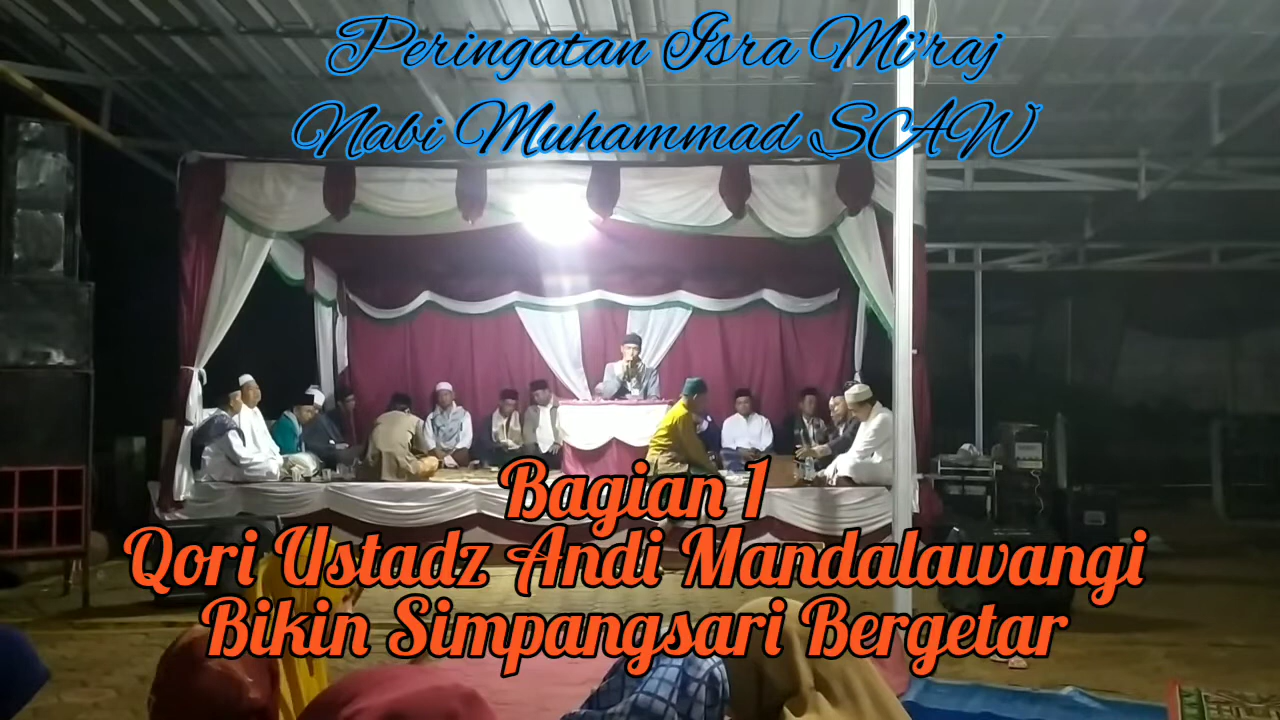 Peringatan Isra Mi'raj
Nabi Muhammad SAW
Bagian 1
Qori Ustadz Andi Mandalawangi
Bikin Simpangsari Bergetar